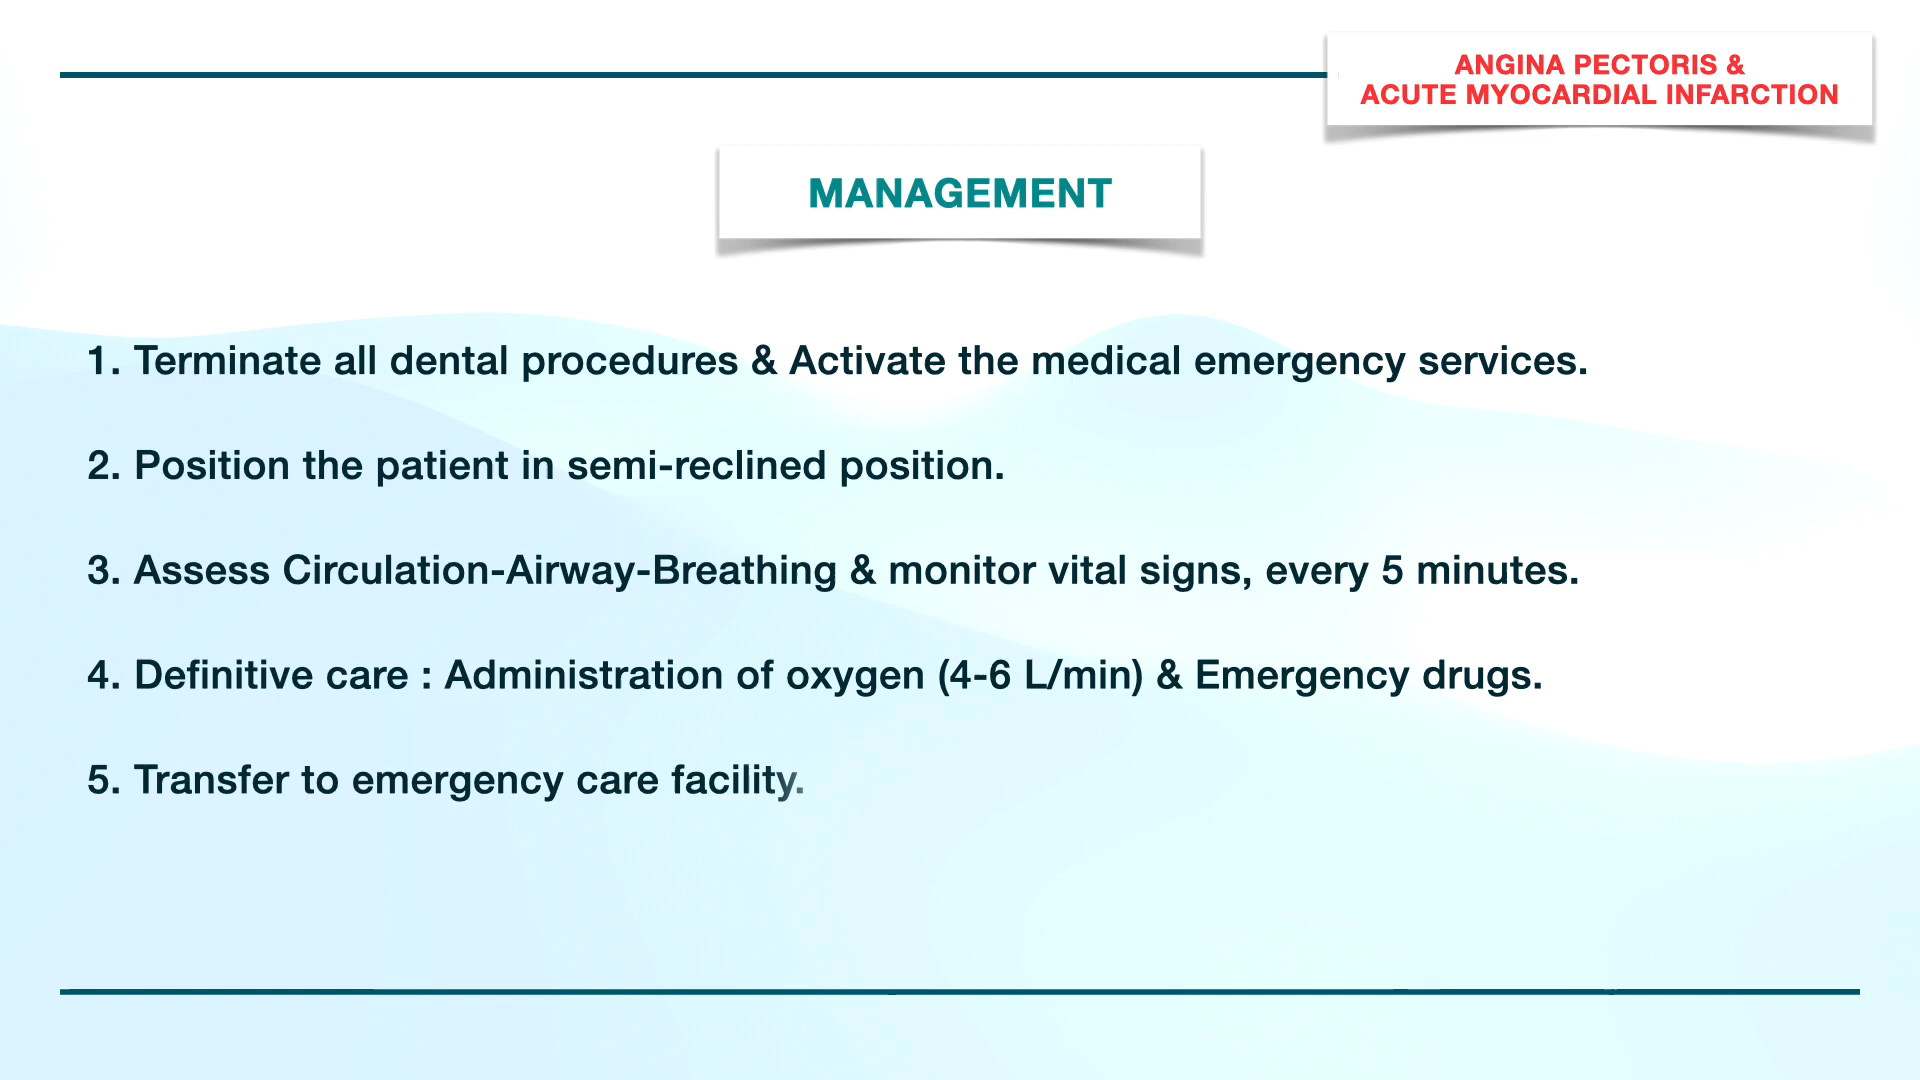 ANGINA PECTORIS &
ACUTE MYOCARDIAL INFARCTION
MANAGEMENT
1. Terminate all dental procedures & Activate the medical emergency services.
2. Position the patient in semi-reclined position.
3. Assess Circulation-Airway-Breathing & monitor vital signs, every 5 minutes.
4. Definitive care : Administration of oxygen (4-6 L/min) & Emergency drugs.
5. Transfer to emergency care facility.